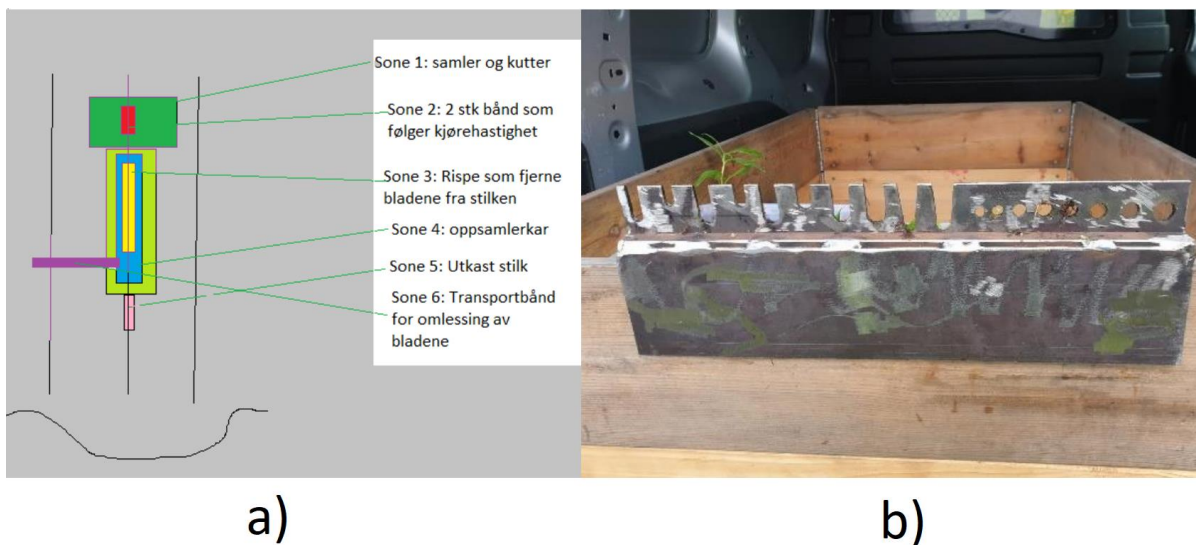 Sone 1: samler og kutter
Sone 2: 2 stk bånd som
følger kjørehastighet
Sone 3: Rispe som fjerne
bladene fra stilken
Sone 4: oppsamlerkar
Sone 5: Utkast stilk
Sone 6: Transportbånd
for omlessing av
bladene
a)
b)